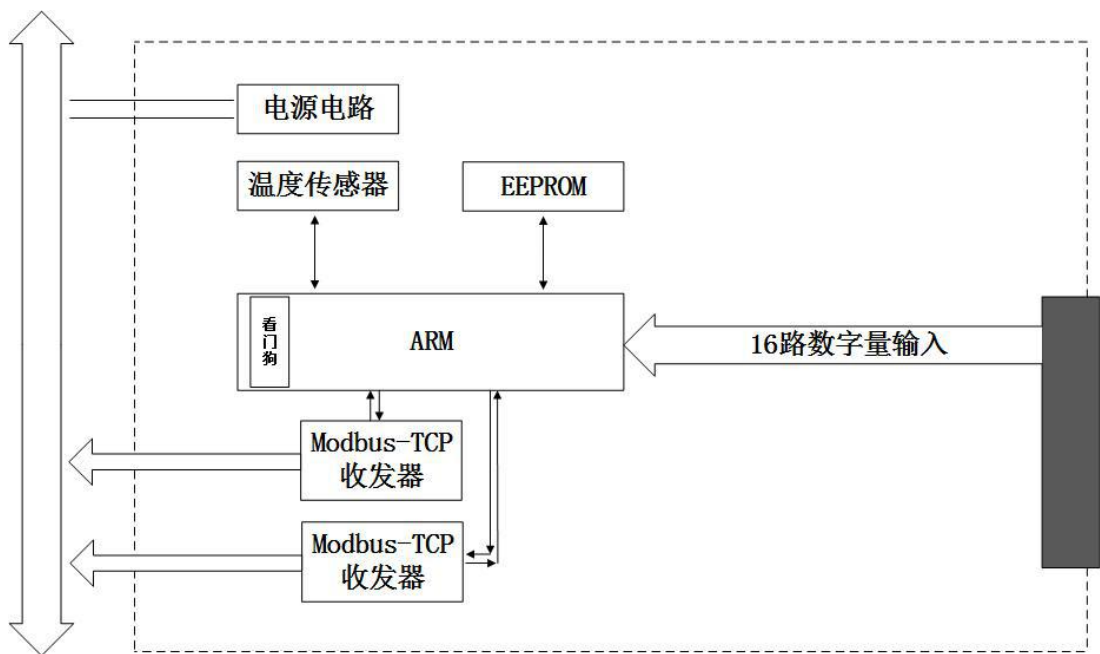 电源电路
温度传感器
EEPROM
看门狗
ARM
16路数字量输入
Modbus-TCP
收发器
Modbus-TCP
收发器